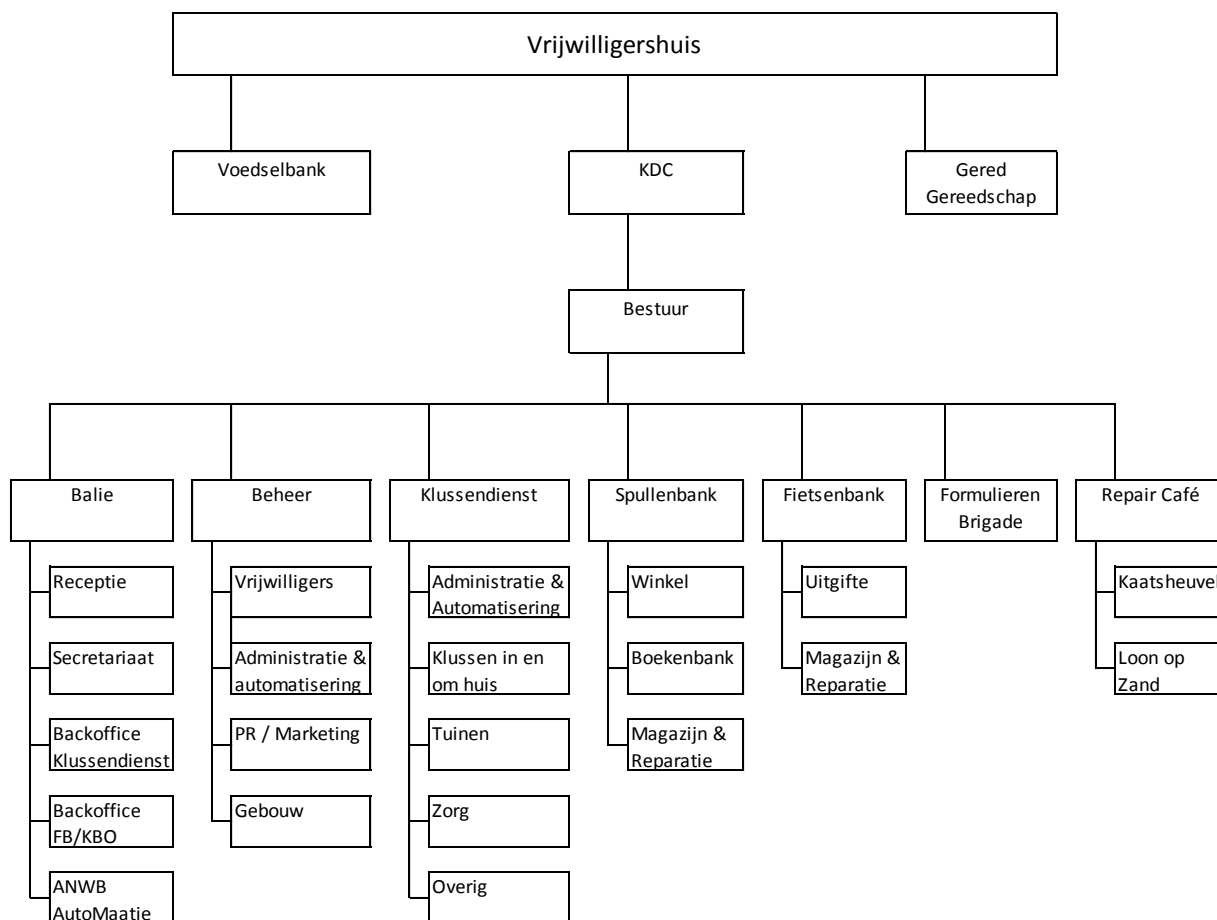 Vrijwilligershuis
Voedselbank
KDC
Gered
Gereedschap
Bestuur
Balie
Beheer
Klussendienst
Spullenbank
Fietsenbank
Formulieren
Brigade
Repair Café
Receptie
Secretariaat
Backoffice
Klussendienst
Backoffice
FB/KBO
ANWB
AutoMaatje
Vrijwilligers
Administratie &
automatisering
PR / Marketing
Gebouw
Administratie &
Automatisering
Klussen in en
om huis
Tuinen
Zorg
Overig
Winkel
Boekenbank
Magazijn &
Reparatie
Uitgifte
Magazijn &
Reparatie
Kaatsheuvel
Loon op
Zand